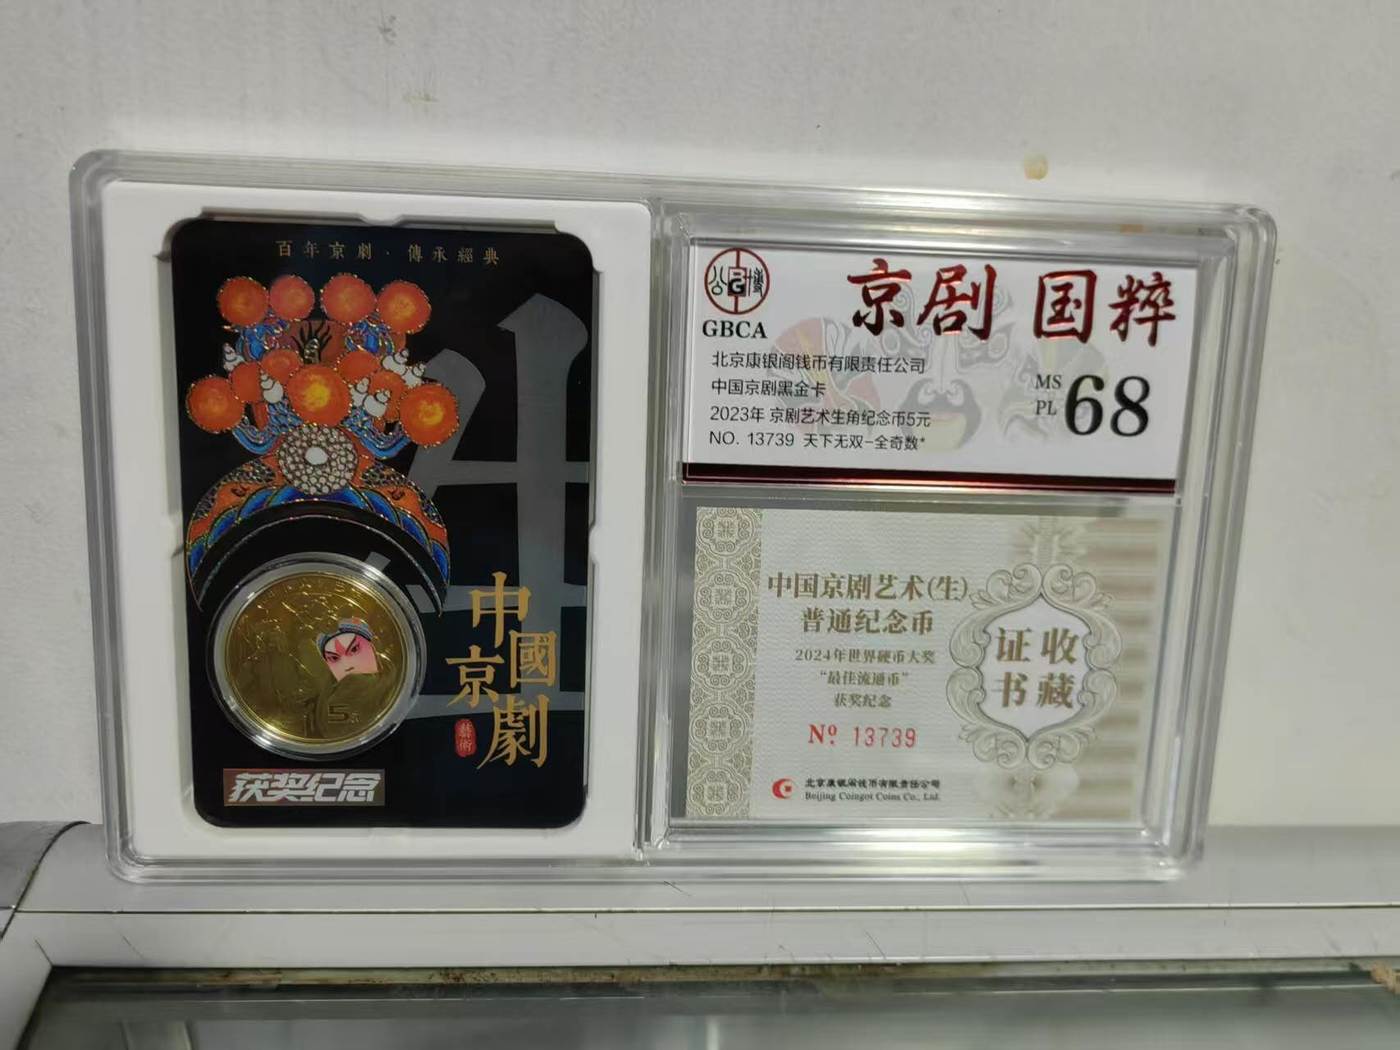 百年京劇·傳承經典
生
中國
京劇
藝術
5
获奖纪念
公博
GBCA
京剧 国粹
北京康银阁钱币有限责任公司
中国京剧黑金卡
2023年 京剧艺术生角纪念币5元
NO. 13739 天下无双-全奇数*
MS
PL
68
中国京剧艺术(生)
普通纪念币
2024年世界硬币大奖
“最佳流通币”
获奖纪念
Nº 13739
收藏
证书
北京康银阁钱币有限责任公司
Beijing Coingot Coins Co., Ltd.